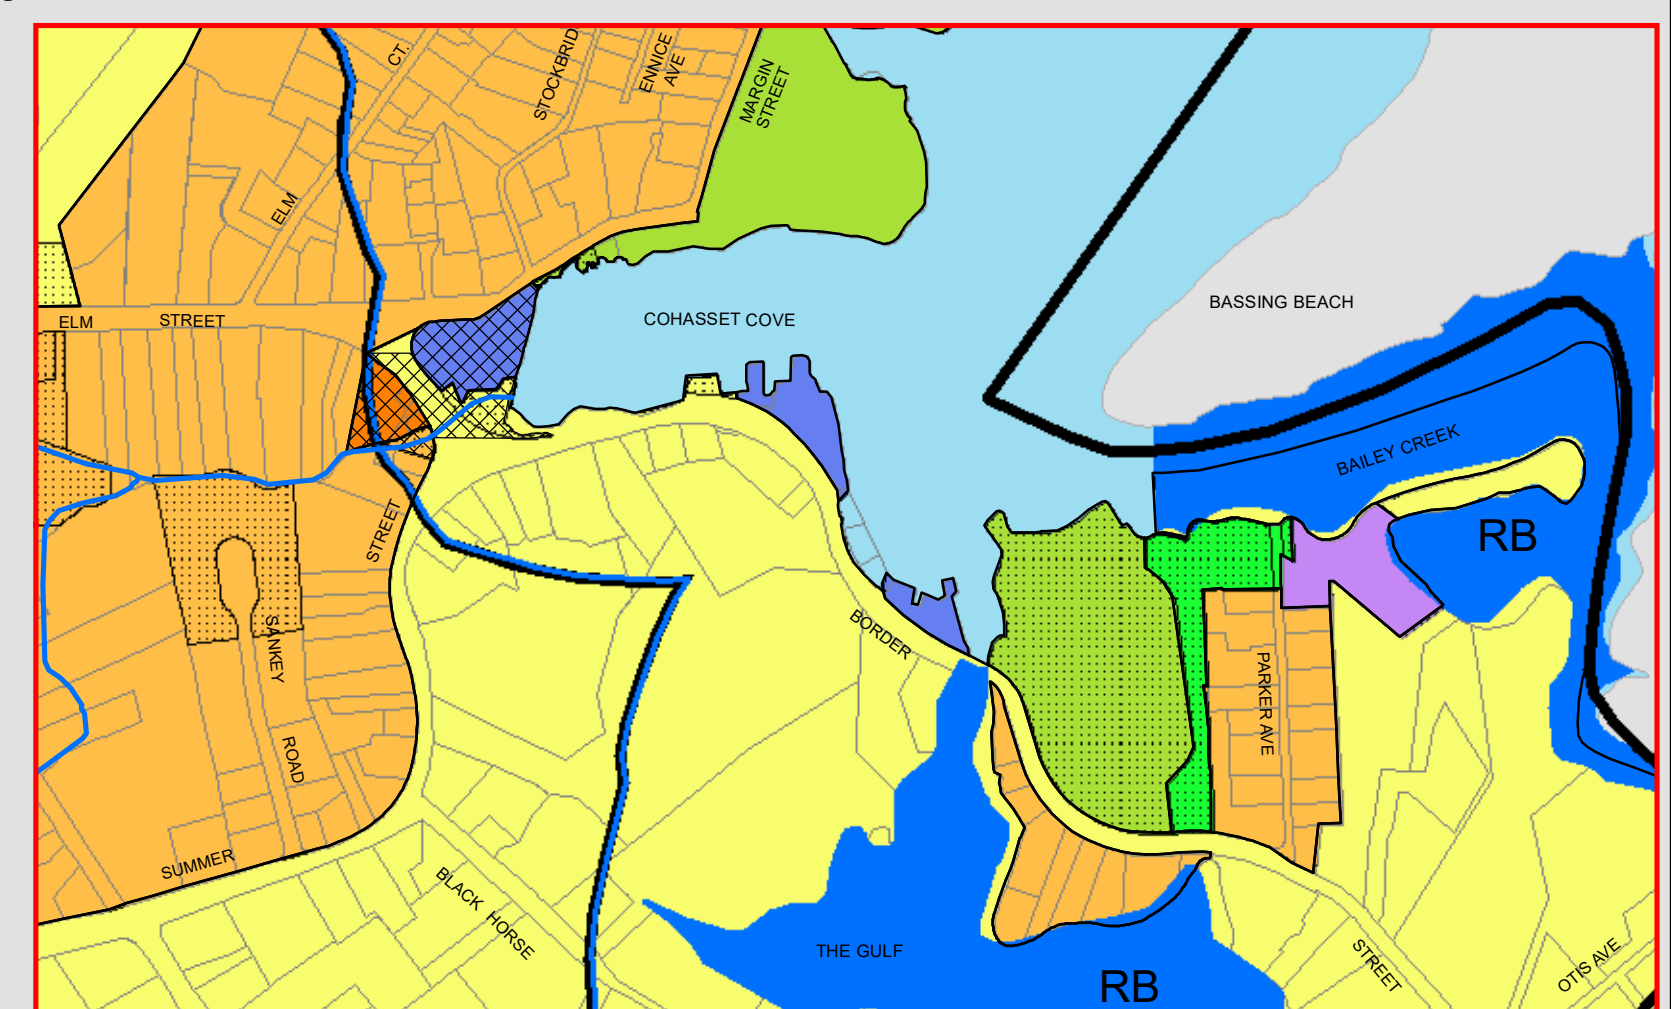 CT.
STOCKBRID
ENNICE
AVE
MARGIN
STREET
ELM
BASSING BEACH
ELM STREET
COHASSET COVE
BAILEY CREEK
RB
STREET
SANKEY
ROAD
BORDER
PARKER AVE
SUMMER
BLACK HORSE
THE GULF
RB
STREET
OTIS AVE